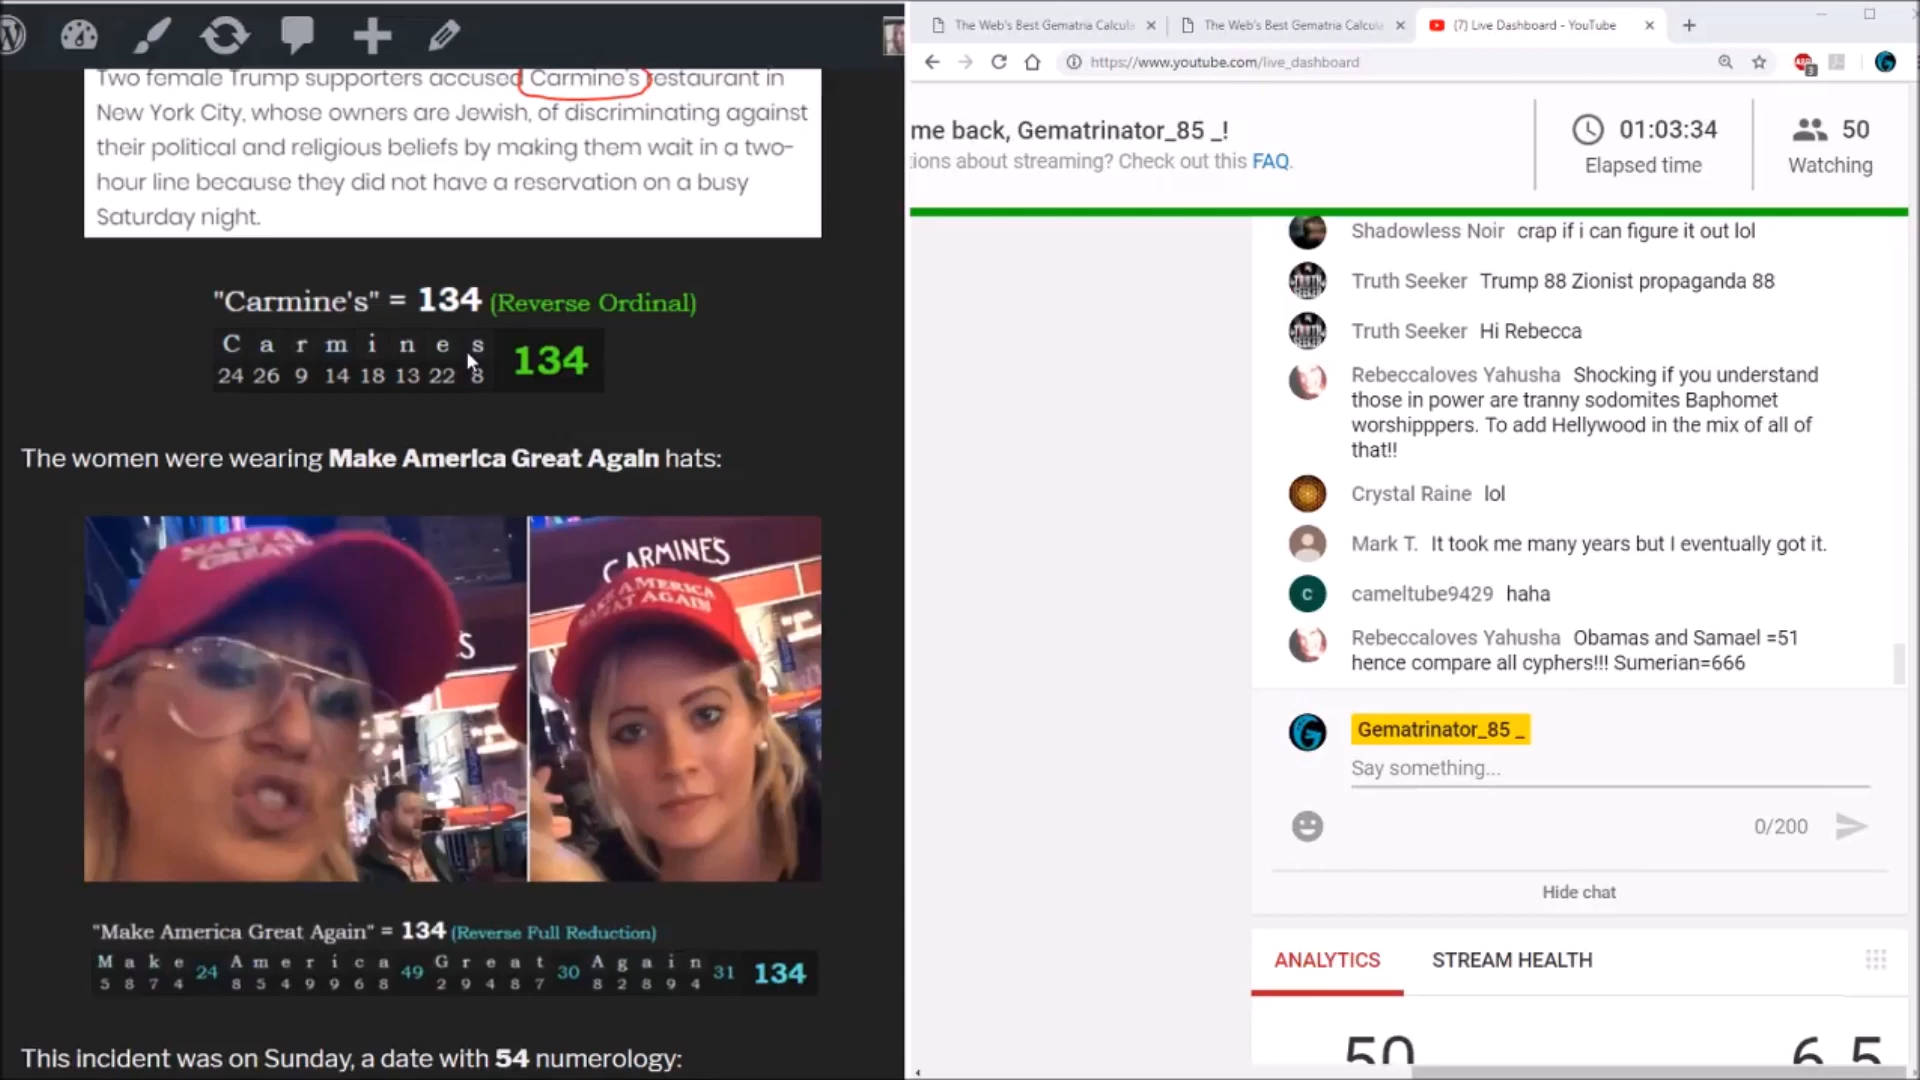 Two female Trump supporters accused Carmine's restaurant in
New York City, whose owners are Jewish, of discriminating against
their political and religious beliefs by making them wait in a two-
hour line because they did not have a reservation on a busy
Saturday night.
"Carmine's" = 134 (Reverse Ordinal)
C a r m i n e s
24 26 9 14 18 13 22 8 134
The women were wearing Make America Great Again hats:
MAKE A
GREAT
S
CARMINE'S
MAKE AMERICA
GREAT AGAIN
"Make America Great Again" = 134 (Reverse Full Reduction)
M a k e 24 A m e r i c a 49 G r e a t 30 A g a i n 31 134
5 8 7 4 8 5 4 9 9 6 8 2 9 4 8 7 8 2 8 9 4
This incident was on Sunday, a date with 54 numerology:
The Web's Best Gematria Calcula
The Web's Best Gematria Calcula
(7) Live Dashboard - YouTube
https://www.youtube.com/live_dashboard
me back, Gematrinator_85 _!
ions about streaming? Check out this FAQ.
01:03:34
Elapsed time
50
Watching
Shadowless Noir crap if i can figure it out lol
Truth Seeker Trump 88 Zionist propaganda 88
Truth Seeker Hi Rebecca
Rebeccaloves Yahusha Shocking if you understand
those in power are tranny sodomites Baphomet
worshipppers. To add Hellywood in the mix of all of
that!!
Crystal Raine lol
Mark T. It took me many years but I eventually got it.
c cameltube9429 haha
Rebeccaloves Yahusha Obamas and Samael =51
hence compare all cyphers!!! Sumerian=666
Gematrinator_85 _
Say something...
0/200
Hide chat
ANALYTICS STREAM HEALTH
50 6 5